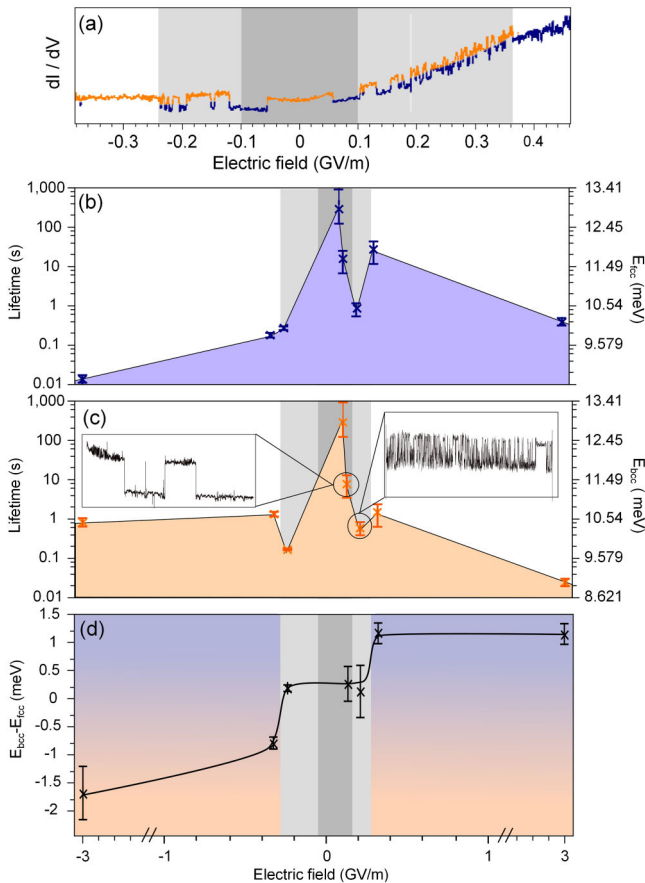 (a)
dI / dV
-0.3 -0.2 -0.1 0 0.1 0.2 0.3 0.4
Electric field (GV/m)
(b)
Lifetime (s)
1,000
100
10
1
0.1
0.01
13.41
12.45
11.49
10.54
9.579
E_fcc (meV)
(c)
Lifetime (s)
1,000
100
10
1
0.1
0.01
13.41
12.45
11.49
10.54
9.579
8.621
E_bcc (meV)
(d)
E_bcc-E_fcc (meV)
1.5
1
0.5
0
-0.5
-1
-1.5
-2
-3 -1 0 1 3
Electric field (GV/m)